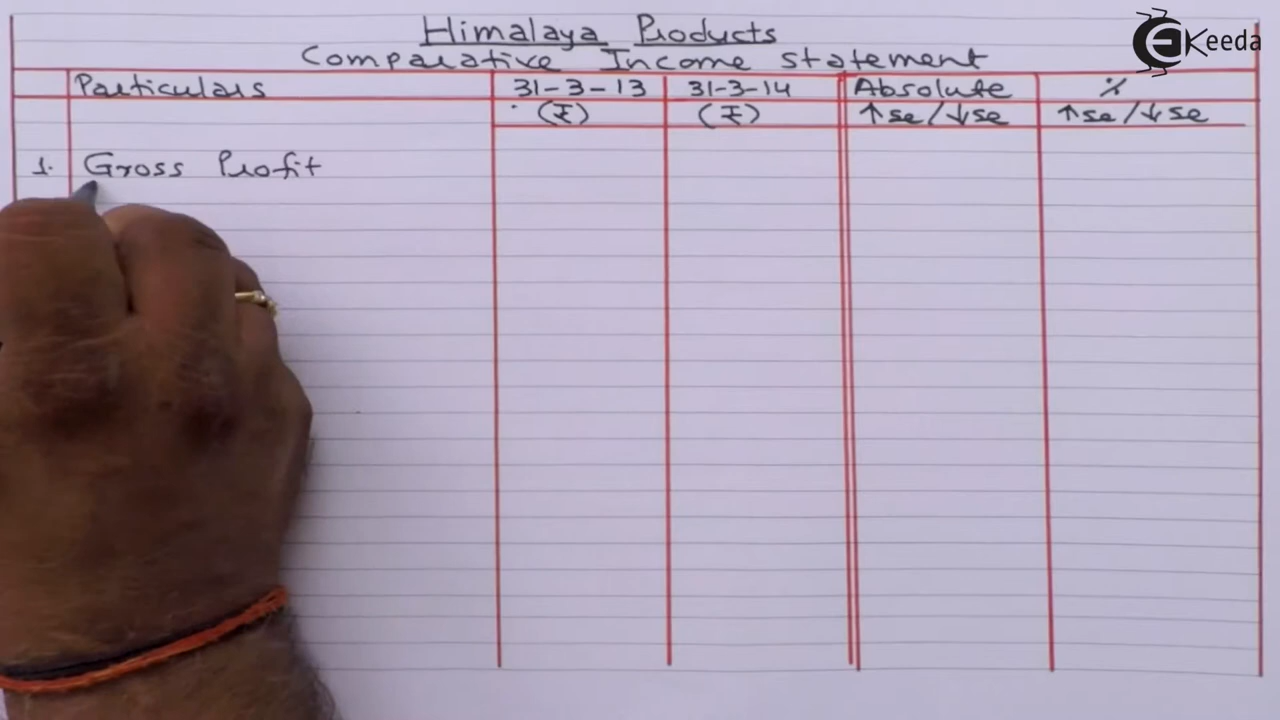 Himalaya Products
Keeda
Comparative Income Statement
Particulars 31-3-13 31-3-14 Absolute %
(₹) (₹) ↑se/↓se ↑se/↓se
1. Gross Profit